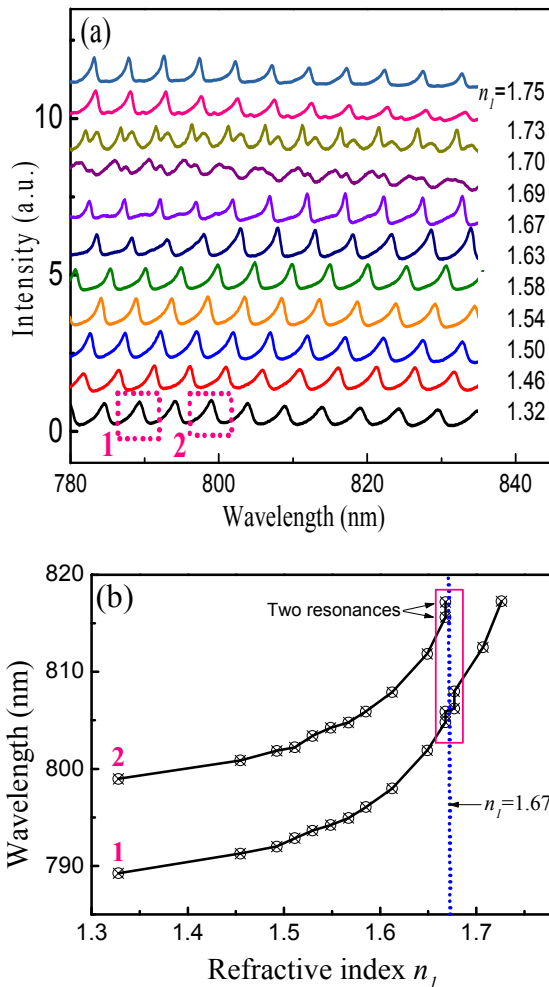 (a)
Intensity (a.u.)
10
5
0
n₁=1.75
1.73
1.70
1.69
1.67
1.63
1.58
1.54
1.50
1.46
1.32
1
2
780 800 820 840
Wavelength (nm)
(b)
Wavelength (nm)
820
810
800
790
Two resonances
2
1
n₁=1.67
1.3 1.4 1.5 1.6 1.7
Refractive index n₁